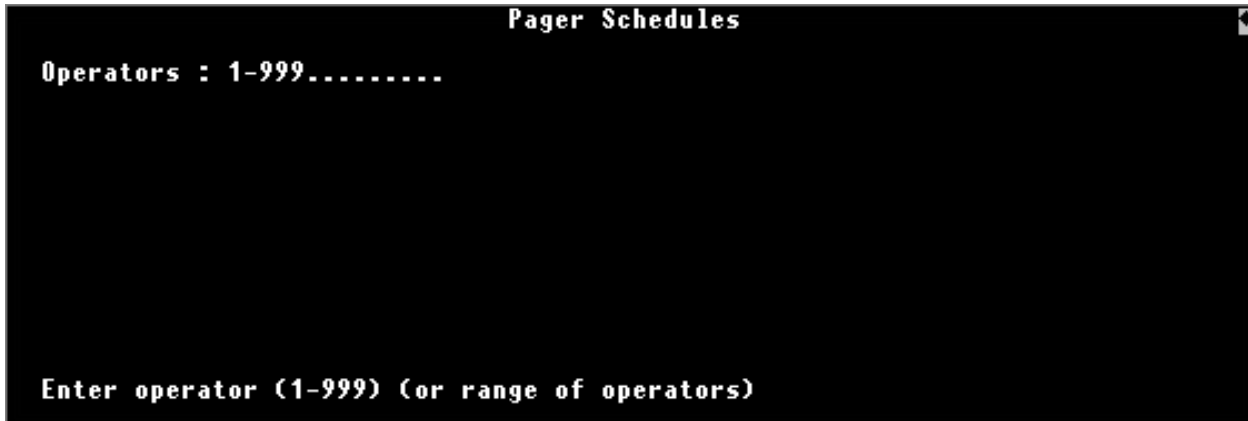 Pager Schedules
Operators : 1-999.........
Enter operator (1-999) (or range of operators)